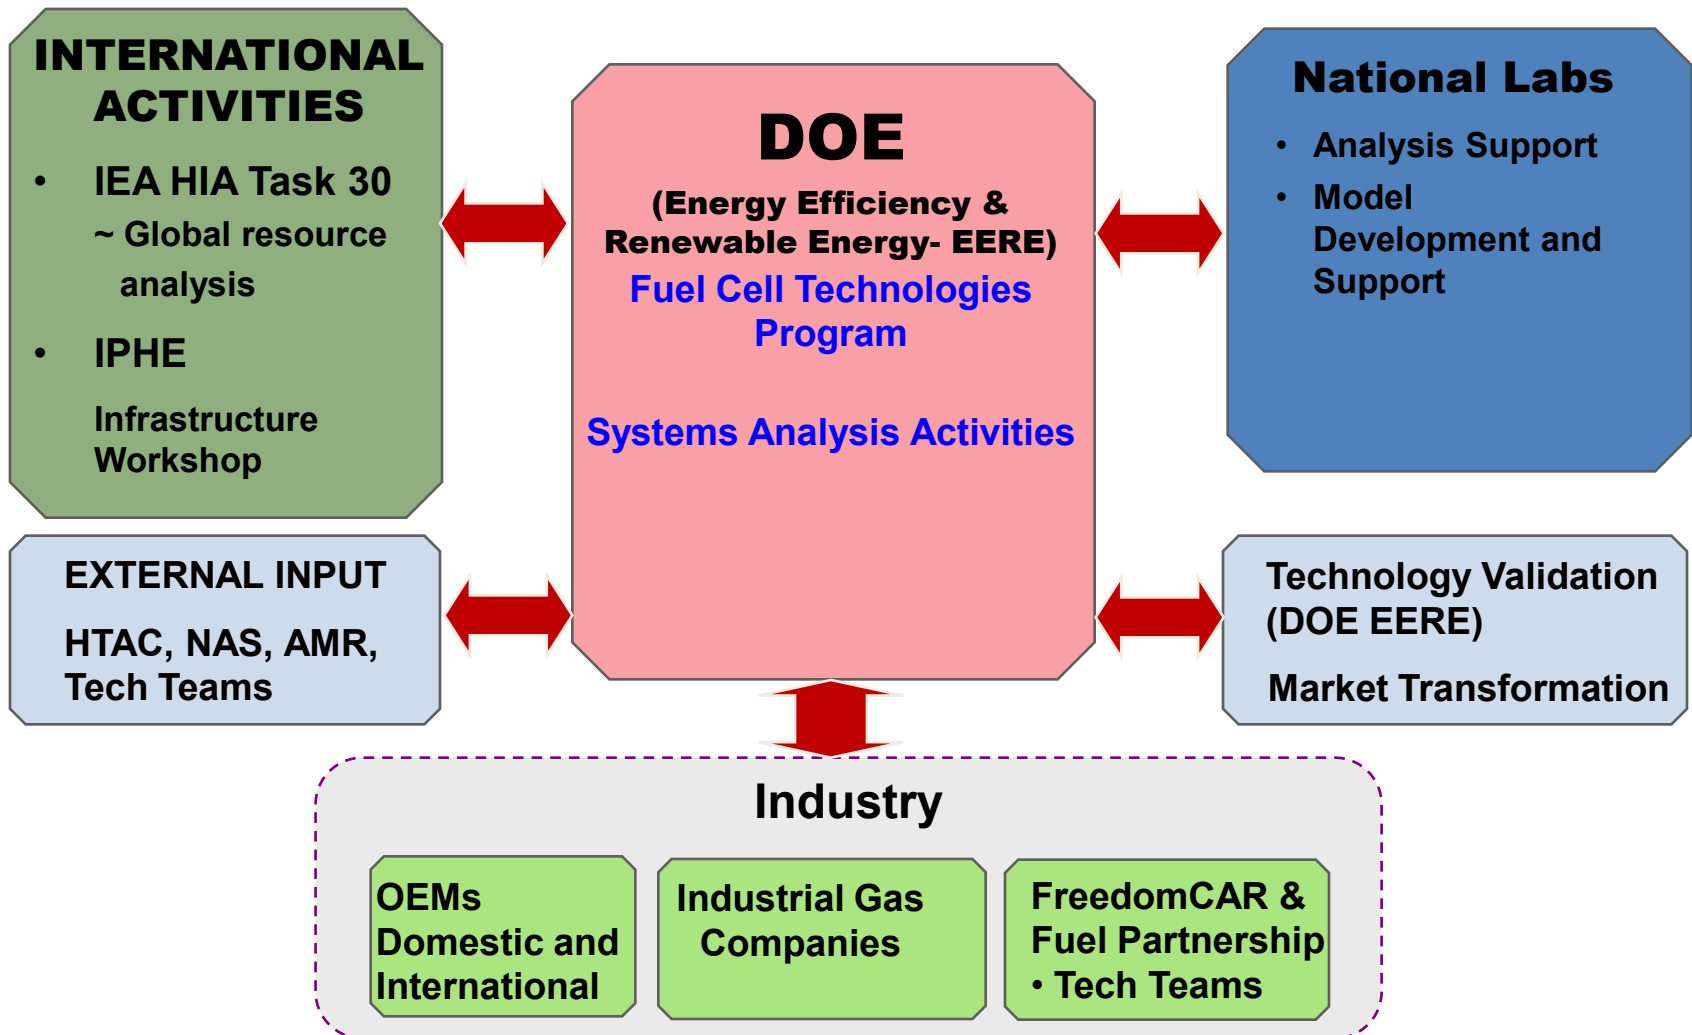 INTERNATIONAL
ACTIVITIES
• IEA HIA Task 30
~ Global resource
analysis
• IPHE
Infrastructure
Workshop
DOE
(Energy Efficiency &
Renewable Energy- EERE)
Fuel Cell Technologies
Program
Systems Analysis Activities
National Labs
• Analysis Support
• Model
Development and
Support
EXTERNAL INPUT
HTAC, NAS, AMR,
Tech Teams
Technology Validation
(DOE EERE)
Market Transformation
Industry
OEMs
Domestic and
International
Industrial Gas
Companies
FreedomCAR &
Fuel Partnership
• Tech Teams